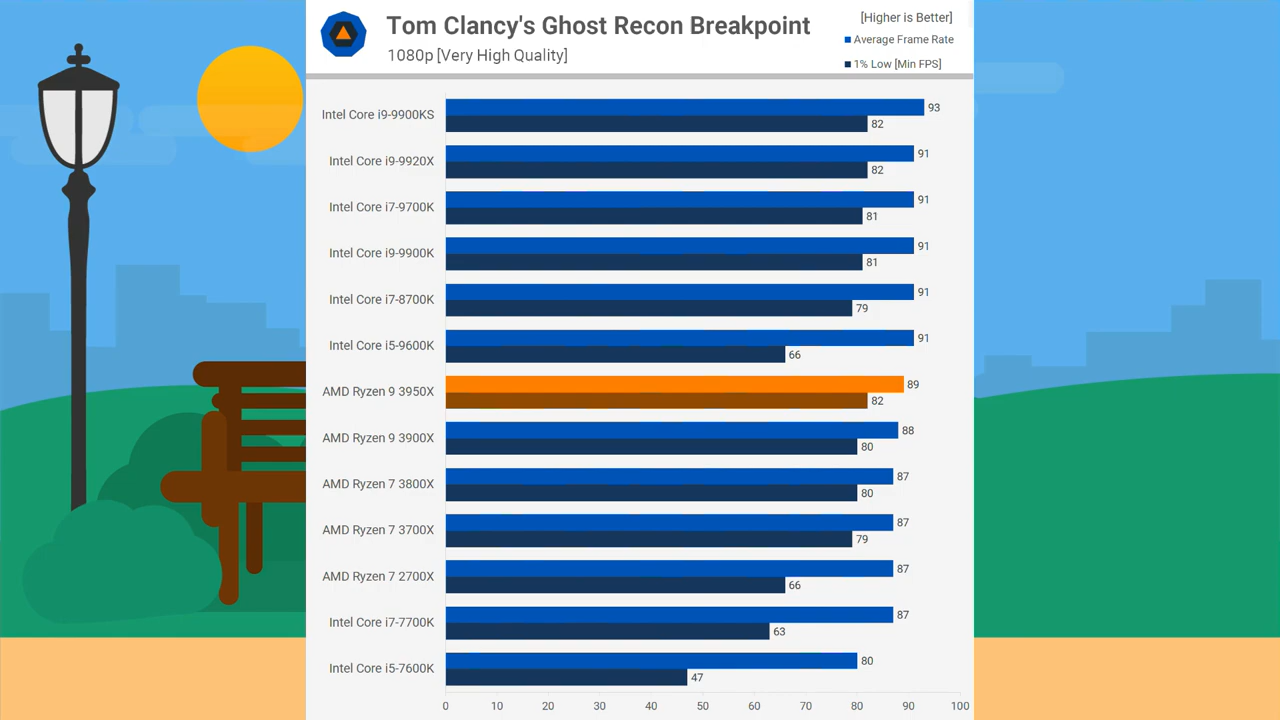 Tom Clancy's Ghost Recon Breakpoint
1080p [Very High Quality]
[Higher is Better]
Average Frame Rate
1% Low [Min FPS]
Intel Core i9-9900KS 93
82
Intel Core i9-9920X 91
82
Intel Core i7-9700K 91
81
Intel Core i9-9900K 91
81
Intel Core i7-8700K 91
79
Intel Core i5-9600K 91
66
AMD Ryzen 9 3950X 89
82
AMD Ryzen 9 3900X 88
80
AMD Ryzen 7 3800X 87
80
AMD Ryzen 7 3700X 87
79
AMD Ryzen 7 2700X 87
66
Intel Core i7-7700K 87
63
Intel Core i5-7600K 80
47
0 10 20 30 40 50 60 70 80 90 100